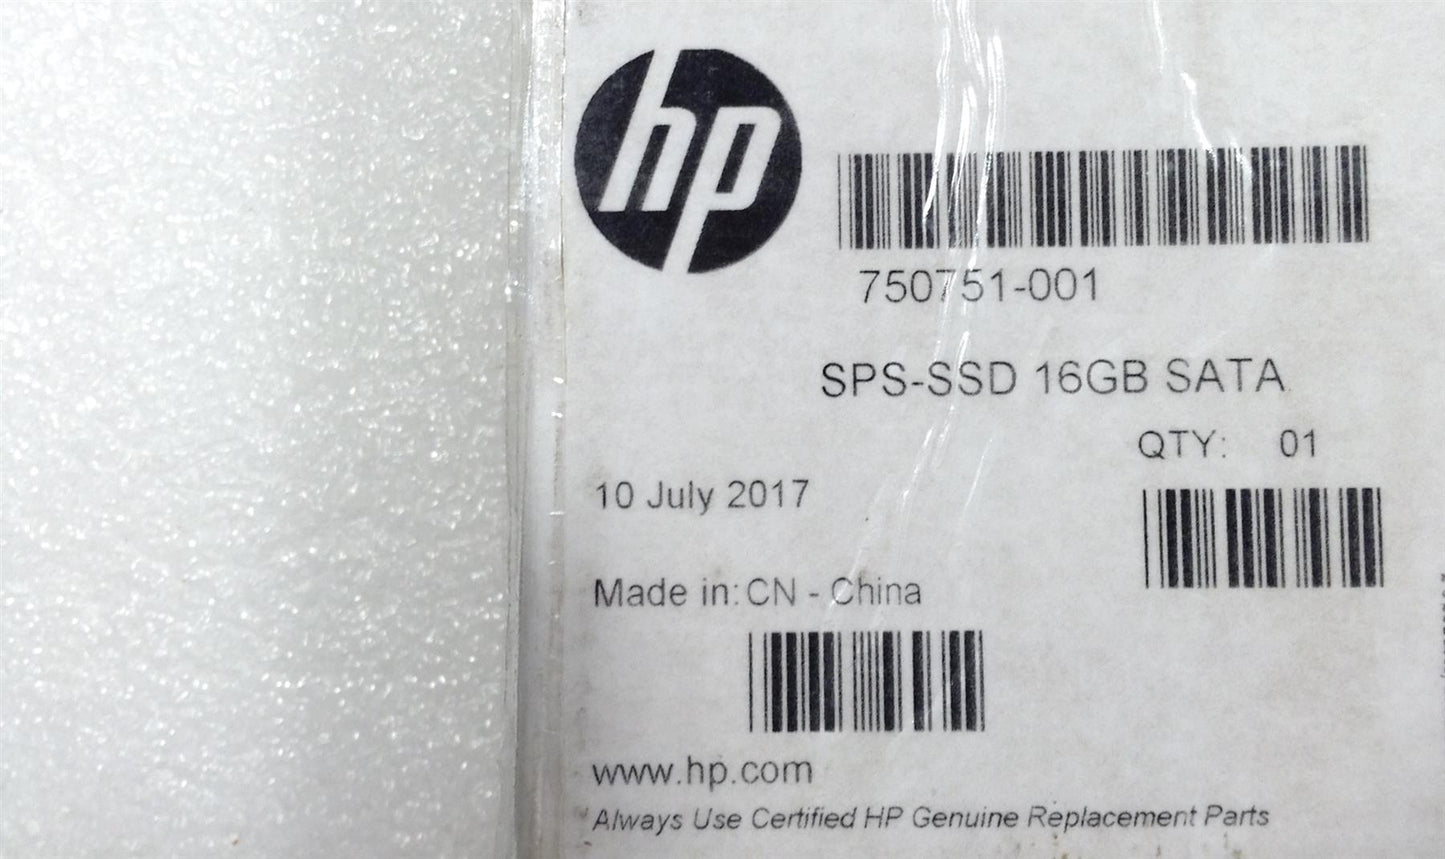 hp
750751-001
SPS-SSD 16GB SATA
QTY: 01
10 July 2017
Made in: CN - China
www.hp.com
Always Use Certified HP Genuine Replacement Parts